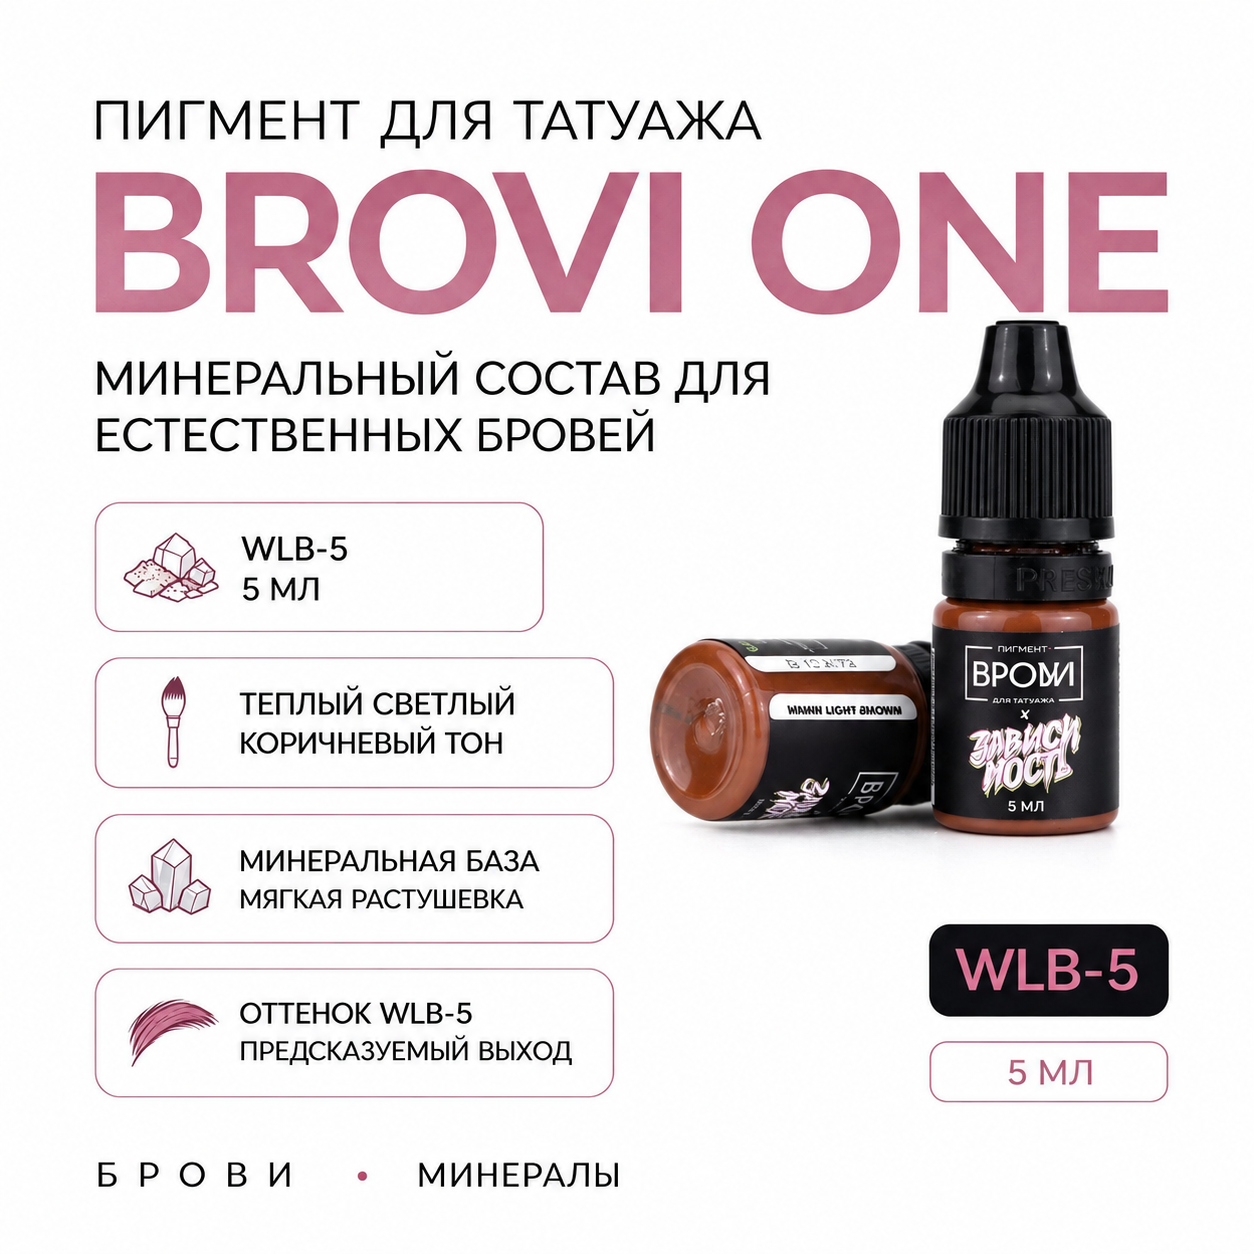 ПИГМЕНТ ДЛЯ ТАТУАЖА
BROVI ONE
МИНЕРАЛЬНЫЙ СОСТАВ ДЛЯ
ЕСТЕСТВЕННЫХ БРОВЕЙ
WLB-5
5 МЛ
ТЕПЛЫЙ СВЕТЛЫЙ
КОРИЧНЕВЫЙ ТОН
МИНЕРАЛЬНАЯ БАЗА
МЯГКАЯ РАСТУШЕВКА
ОТТЕНОК WLB-5
ПРЕДСКАЗУЕМЫЙ ВЫХОД
LIGHT
ПИГМЕНТ
ДЛЯ ТАТУАЖА
x
ЗАВИСИ
МОСТЬ
5 МЛ
WLB-5
5 МЛ
БРОВИ • МИНЕРАЛЫ